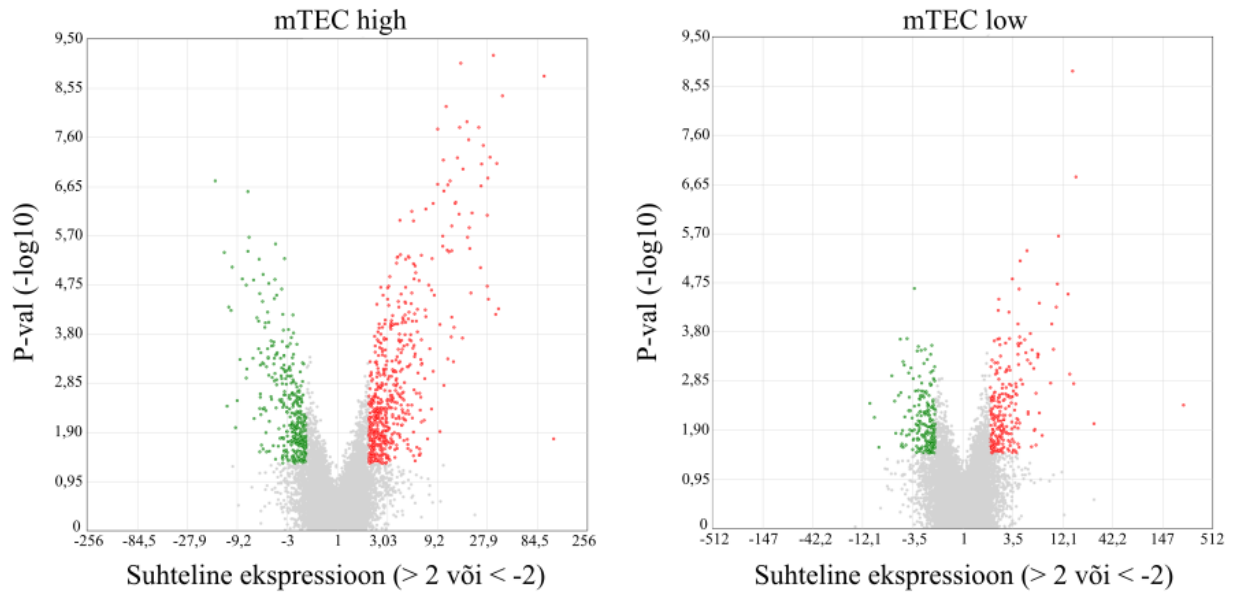 mTEC high
9,50
8,55
7,60
6,65
5,70
4,75
3,80
2,85
1,90
0,95
0
P-val (-log10)
-256 -84,5 -27,9 -9,2 -3 1 3,03 9,2 27,9 84,5 256
Suhteline ekspressioon (> 2 või < -2)
mTEC low
9,50
8,55
7,60
6,65
5,70
4,75
3,80
2,85
1,90
0,95
0
P-val (-log10)
-512 -147 -42,2 -12,1 -3,5 1 3,5 12,1 42,2 147 512
Suhteline ekspressioon (> 2 või < -2)